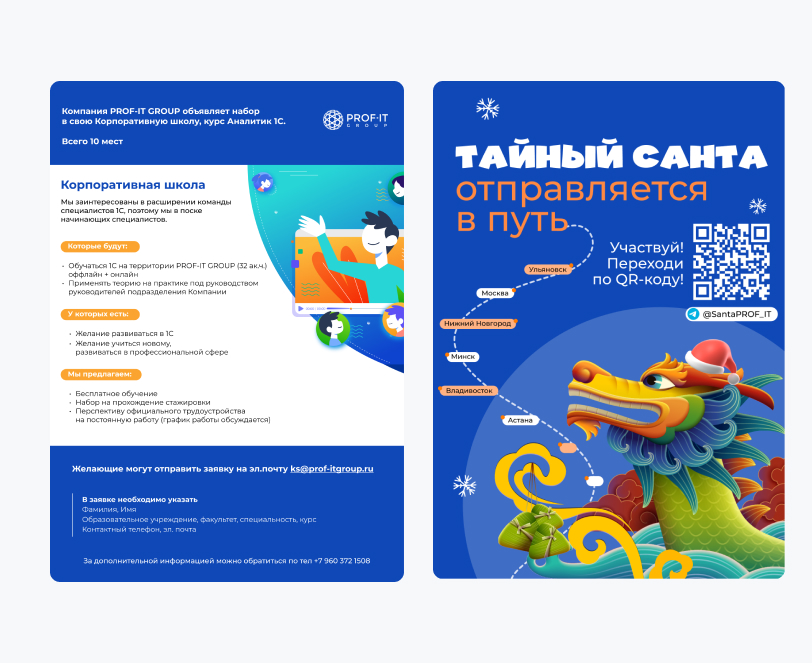 Компания PROF-IT GROUP объявляет набор
в свою Корпоративную школу, курс Аналитик 1С.
Всего 10 мест
PROF·IT
GROUP
Корпоративная школа
Мы заинтересованы в расширении команды
специалистов 1С, поэтому мы в поске
начинающих специалистов.
Которые будут:
· Обучаться 1С на территории PROF-IT GROUP (32 ак.ч.)
оффлайн + онлайн
· Применять теорию на практике под руководством
руководителей подразделения Компании
У которых есть:
· Желание развиваться в 1С
· Желание учиться новому,
развиваться в профессиональной сфере
Мы предлагаем:
· Бесплатное обучение
· Набор на прохождение стажировки
· Перспективу официального трудоустройства
на постоянную работу (график работы обсуждается)
Желающие могут отправить заявку на эл.почту ks@prof-itgroup.ru
В заявке необходимо указать
Фамилия, Имя
Образовательное учреждение, факультет, специальность, курс
Контактный телефон, эл. почта
За дополнительной информацией можно обратиться по тел +7 960 372 1508
ТАЙНЫЙ САНТА
отправляется
в путь
Участвуй!
Переходи
по QR-коду!
@SantaPROF_IT
Ульяновск
Москва
Нижний Новгород
Минск
Владивосток
Астана